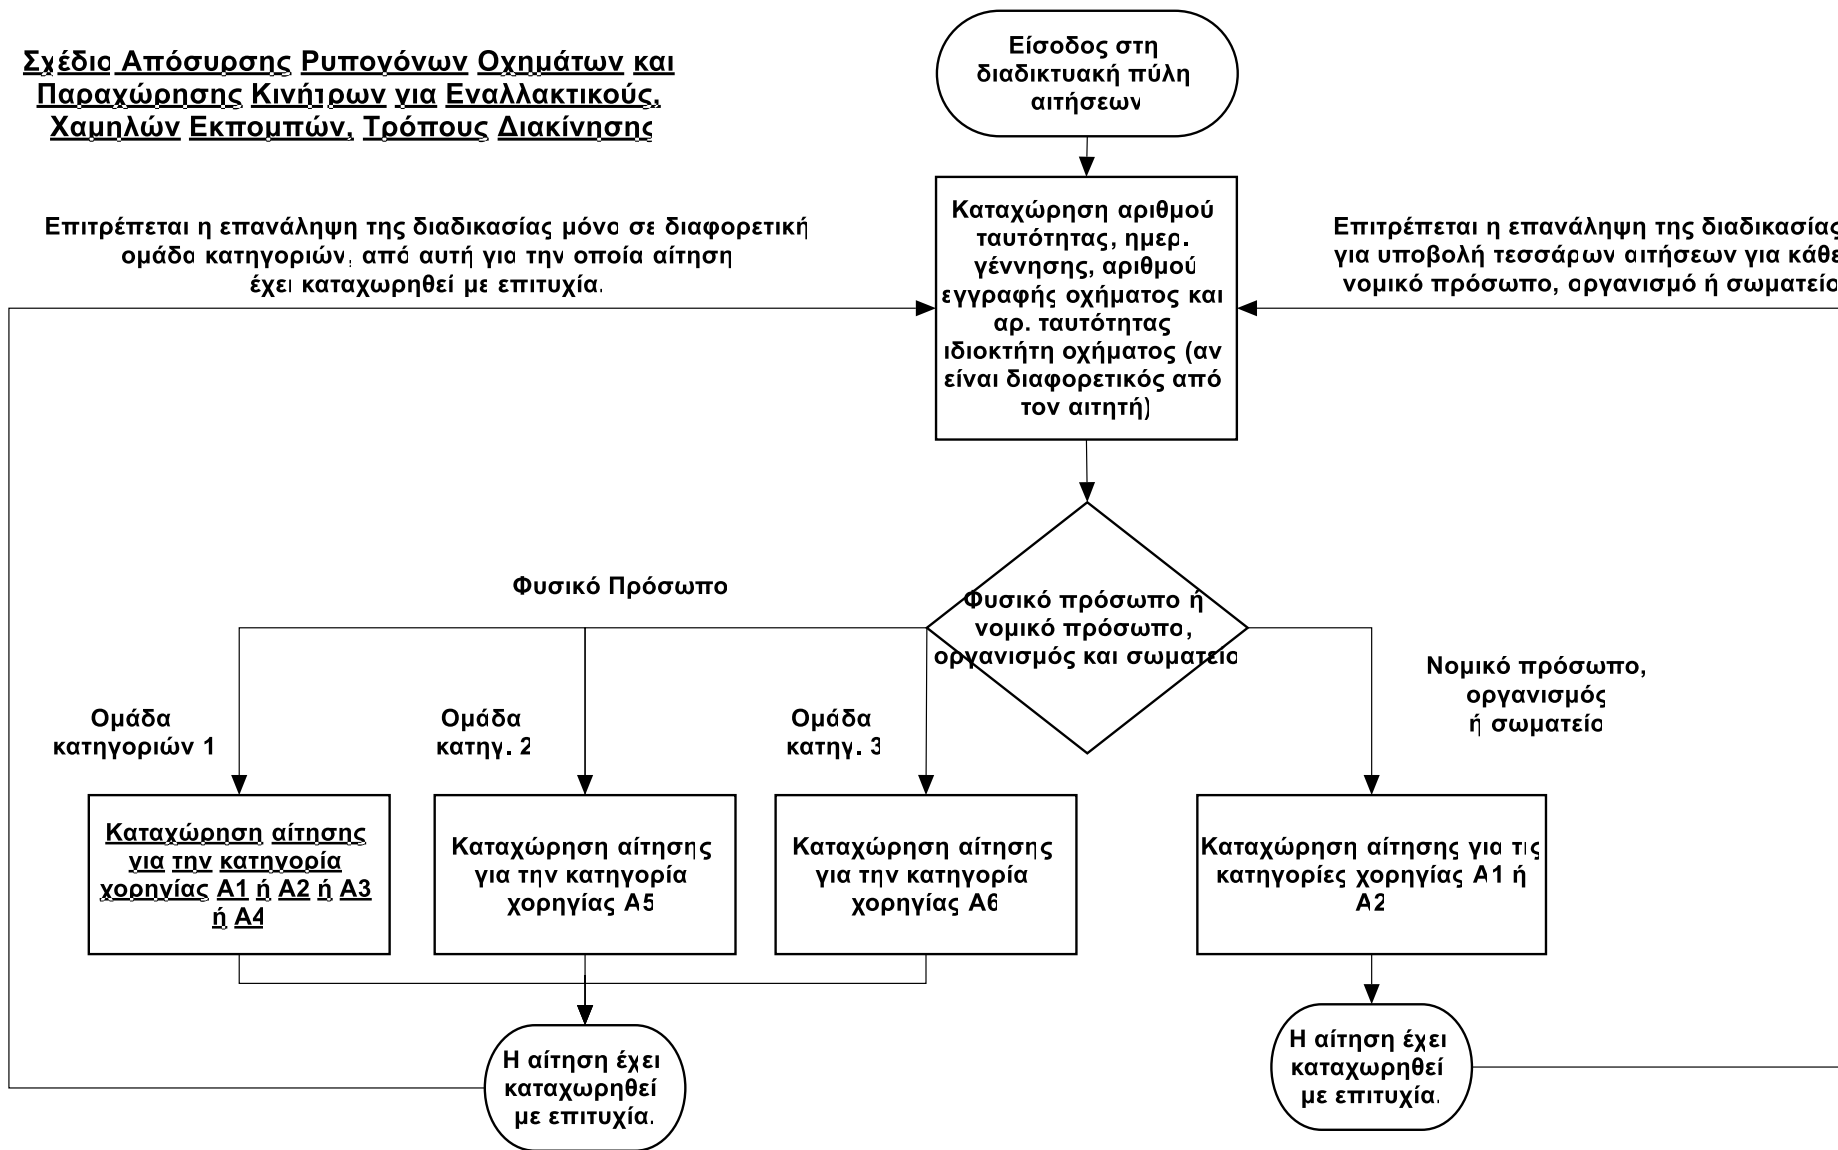 Σχέδιο Απόσυρσης Ρυπογόνων Οχημάτων και
Παραχώρησης Κινήτρων για Εναλλακτικούς,
Χαμηλών Εκπομπών, Τρόπους Διακίνησης
Είσοδος στη
διαδικτυακή πύλη
αιτήσεων
Επιτρέπεται η επανάληψη της διαδικασίας μόνο σε διαφορετική
ομάδα κατηγοριών, από αυτή για την οποία αίτηση
έχει καταχωρηθεί με επιτυχία.
Καταχώρηση αριθμού
ταυτότητας, ημερ.
γέννησης, αριθμού
εγγραφής οχήματος και
αρ. ταυτότητας
ιδιοκτήτη οχήματος (αν
είναι διαφορετικός από
τον αιτητή)
Επιτρέπεται η επανάληψη της διαδικασίας
για υποβολή τεσσάρων αιτήσεων για κάθε
νομικό πρόσωπο, οργανισμό ή σωματείο
Φυσικό Πρόσωπο
Φυσικό πρόσωπο ή
νομικό πρόσωπο,
οργανισμός και σωματείο
Νομικό πρόσωπο,
οργανισμός
ή σωματείο
Ομάδα
κατηγοριών 1
Ομάδα
κατηγ. 2
Ομάδα
κατηγ. 3
Καταχώρηση αίτησης
για την κατηγορία
χορηγίας Α1 ή Α2 ή Α3
ή Α4
Καταχώρηση αίτησης
για την κατηγορία
χορηγίας Α5
Καταχώρηση αίτησης
για την κατηγορία
χορηγίας Α6
Καταχώρηση αίτησης για τις
κατηγορίες χορηγίας Α1 ή
Α2
Η αίτηση έχει
καταχωρηθεί
με επιτυχία.
Η αίτηση έχει
καταχωρηθεί
με επιτυχία.